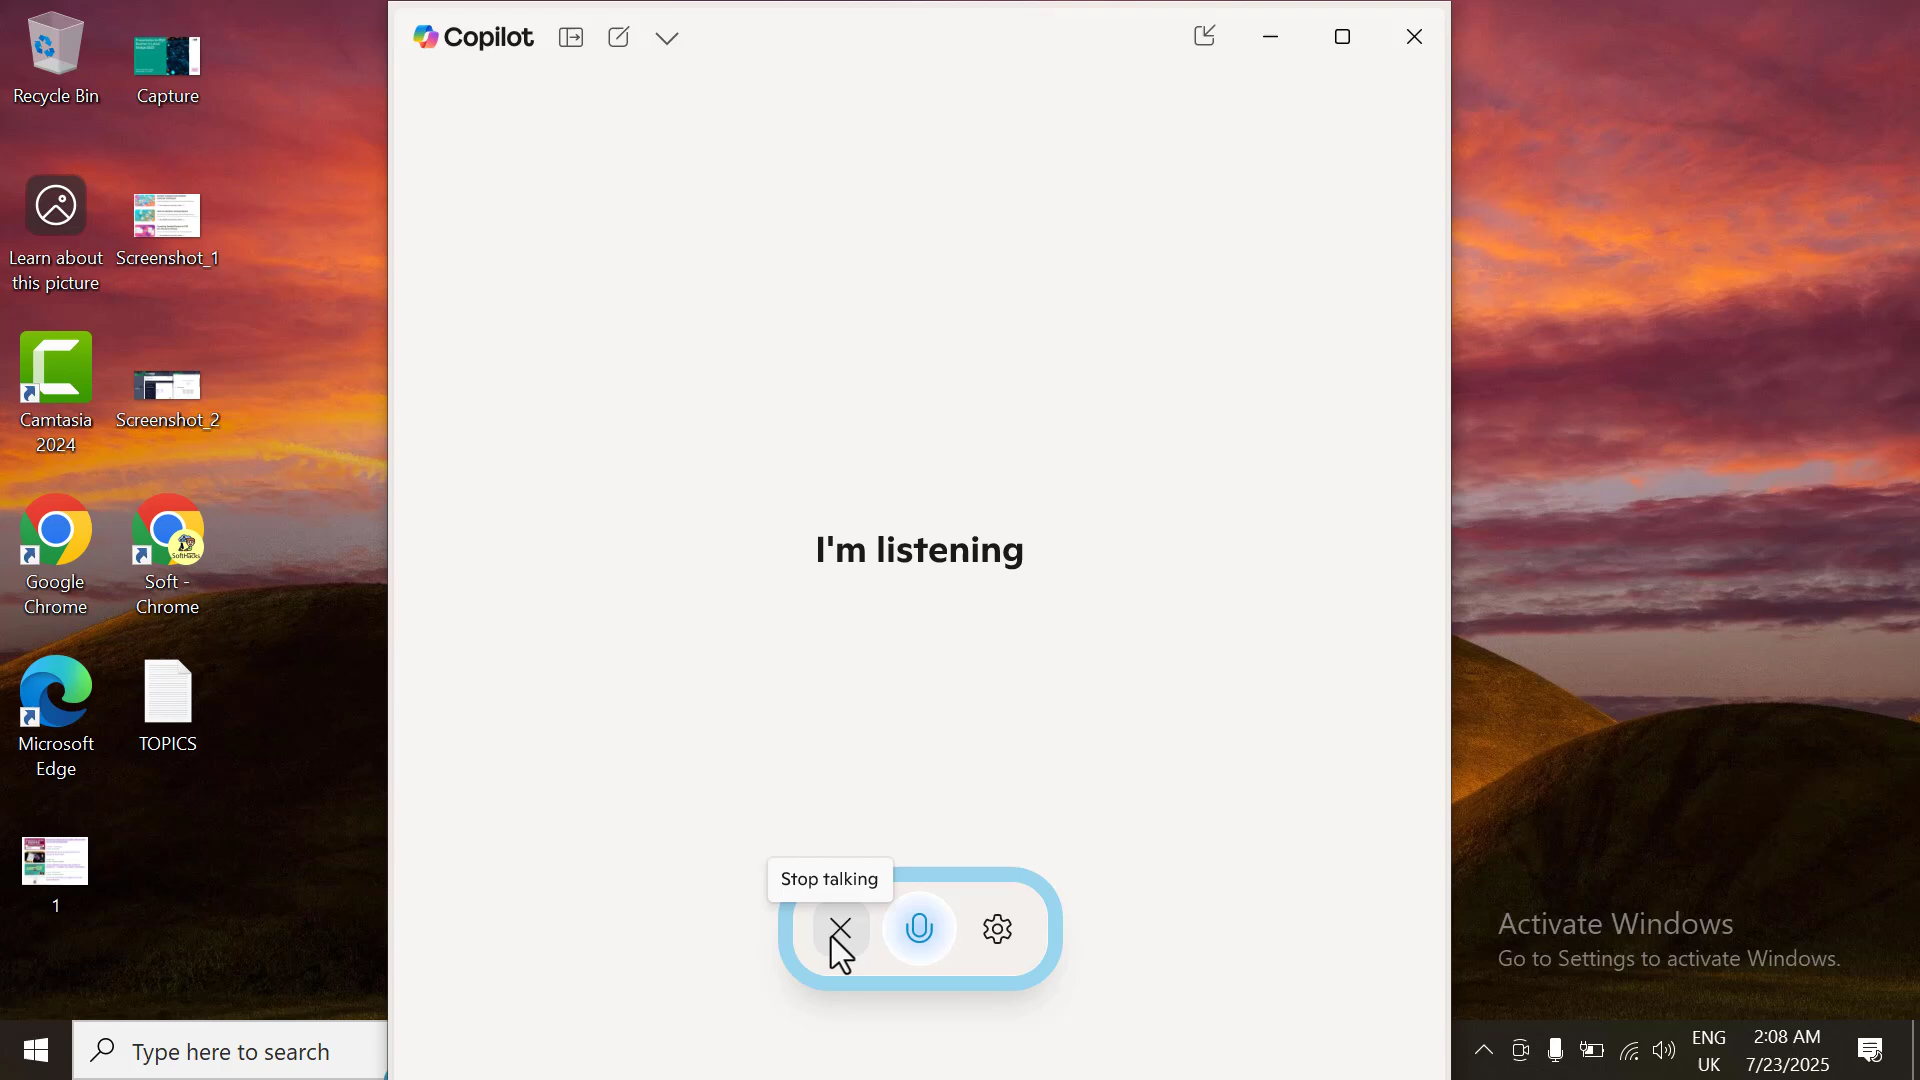 Copilot
Recycle Bin
Capture
Learn about
this picture
Screenshot_1
Camtasia
2024
Screenshot_2
Google
Chrome
Soft -
Chrome
Microsoft
Edge
TOPICS
1
I'm listening
Stop talking
Activate Windows
Go to Settings to activate Windows.
Type here to search
ENG
UK
2:08 AM
7/23/2025